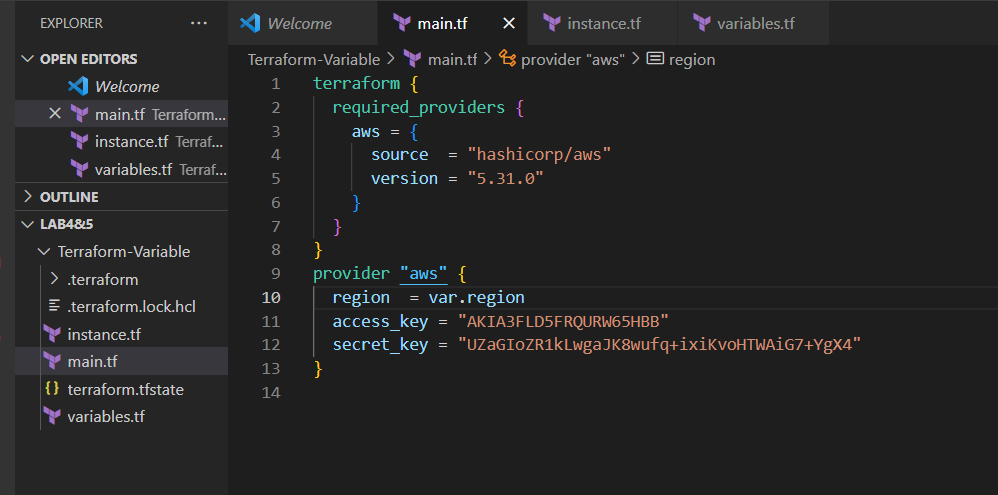 EXPLORER ...
OPEN EDITORS
Welcome
main.tf Terraform...
instance.tf Terraf...
variables.tf Terraf...
OUTLINE
LAB4&5
Terraform-Variable
.terraform
.terraform.lock.hcl
instance.tf
main.tf
terraform.tfstate
variables.tf
Welcome main.tf instance.tf variables.tf
Terraform-Variable > main.tf > provider "aws" > region
1 terraform {
2 required_providers {
3 aws = {
4 source = "hashicorp/aws"
5 version = "5.31.0"
6 }
7 }
8 }
9 provider "aws" {
10 region = var.region
11 access_key = "AKIA3FLD5FRQURW65HBB"
12 secret_key = "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"
13 }
14